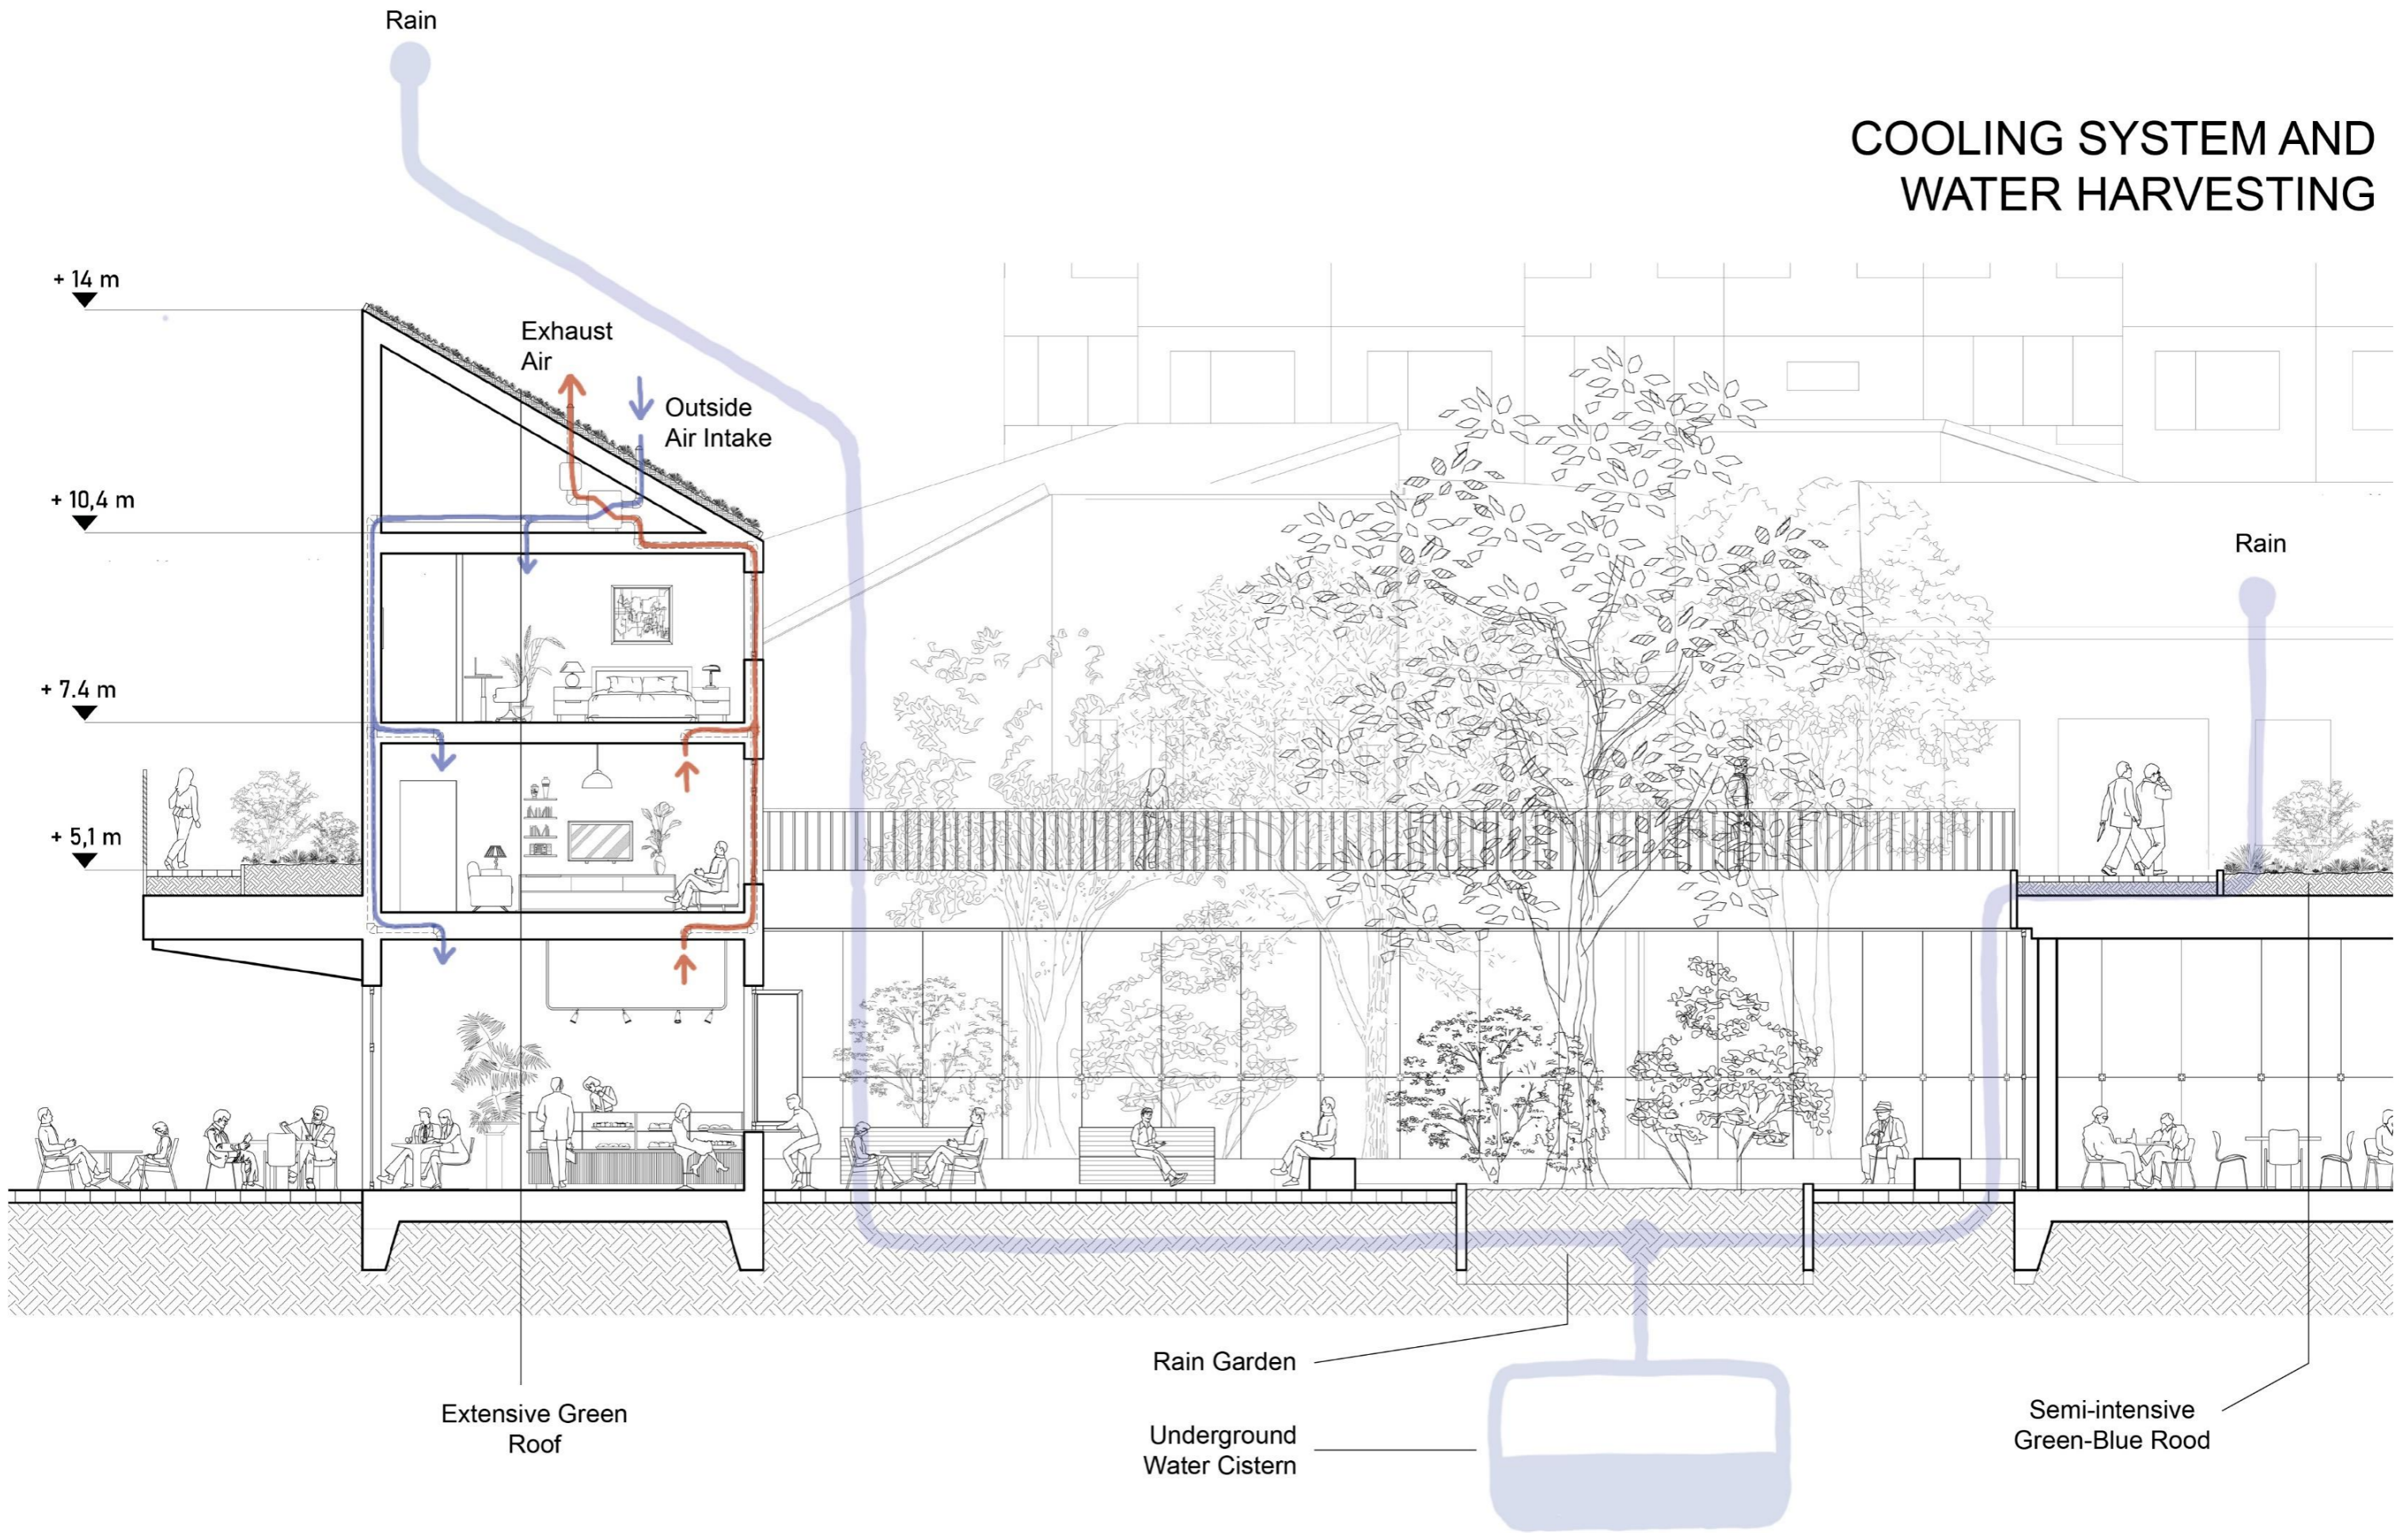 Rain
COOLING SYSTEM AND
WATER HARVESTING
+ 14 m
Exhaust
Air
Outside
Air Intake
+ 10,4 m
Rain
+ 7.4 m
+ 5,1 m
Rain Garden
Extensive Green
Roof
Underground
Water Cistern
Semi-intensive
Green-Blue Rood